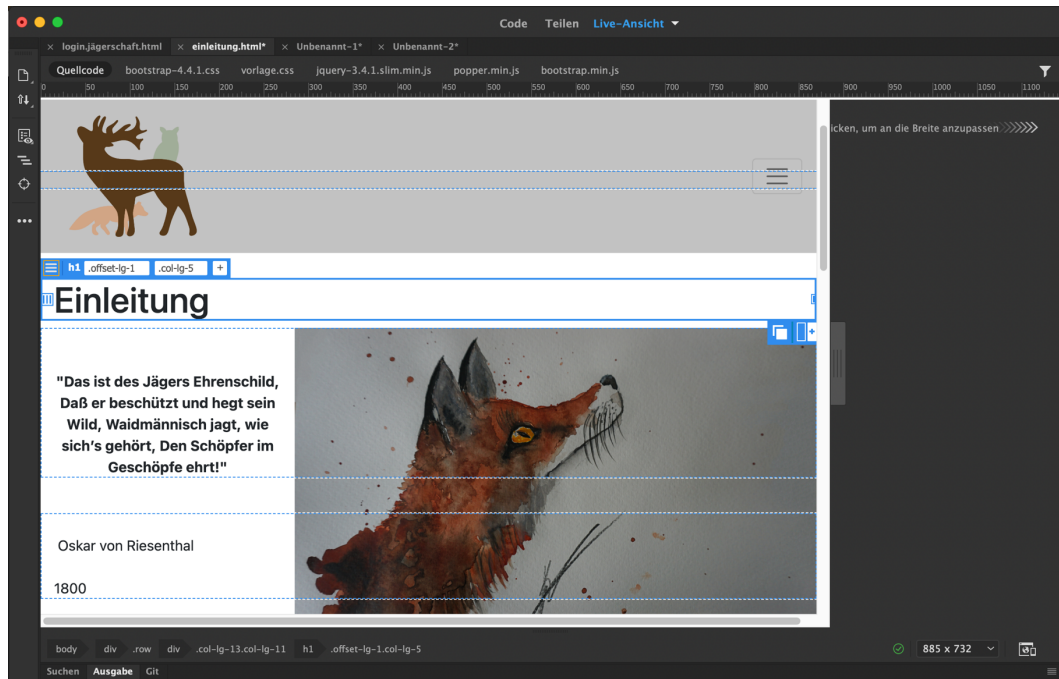 Code Teilen Live-Ansicht
× login.jägerschaft.html × einleitung.html* × Unbenannt-1* × Unbenannt-2*
Quellcode bootstrap-4.4.1.css vorlage.css jquery-3.4.1.slim.min.js popper.min.js bootstrap.min.js
0 50 100 150 200 250 300 350 400 450 500 550 600 650 700 750 800 850 900 950 1000 1050 1100
icken, um an die Breite anzupassen
h1 .offset-lg-1 .col-lg-5 +
Einleitung
"Das ist des Jägers Ehrenschild,
Daß er beschützt und hegt sein
Wild, Waidmännisch jagt, wie
sich‘s gehört, Den Schöpfer im
Geschöpfe ehrt!"
Oskar von Riesenthal
1800
body div .row div .col-lg-13.col-lg-11 h1 .offset-lg-1.col-lg-5 885 x 732
Suchen Ausgabe Git